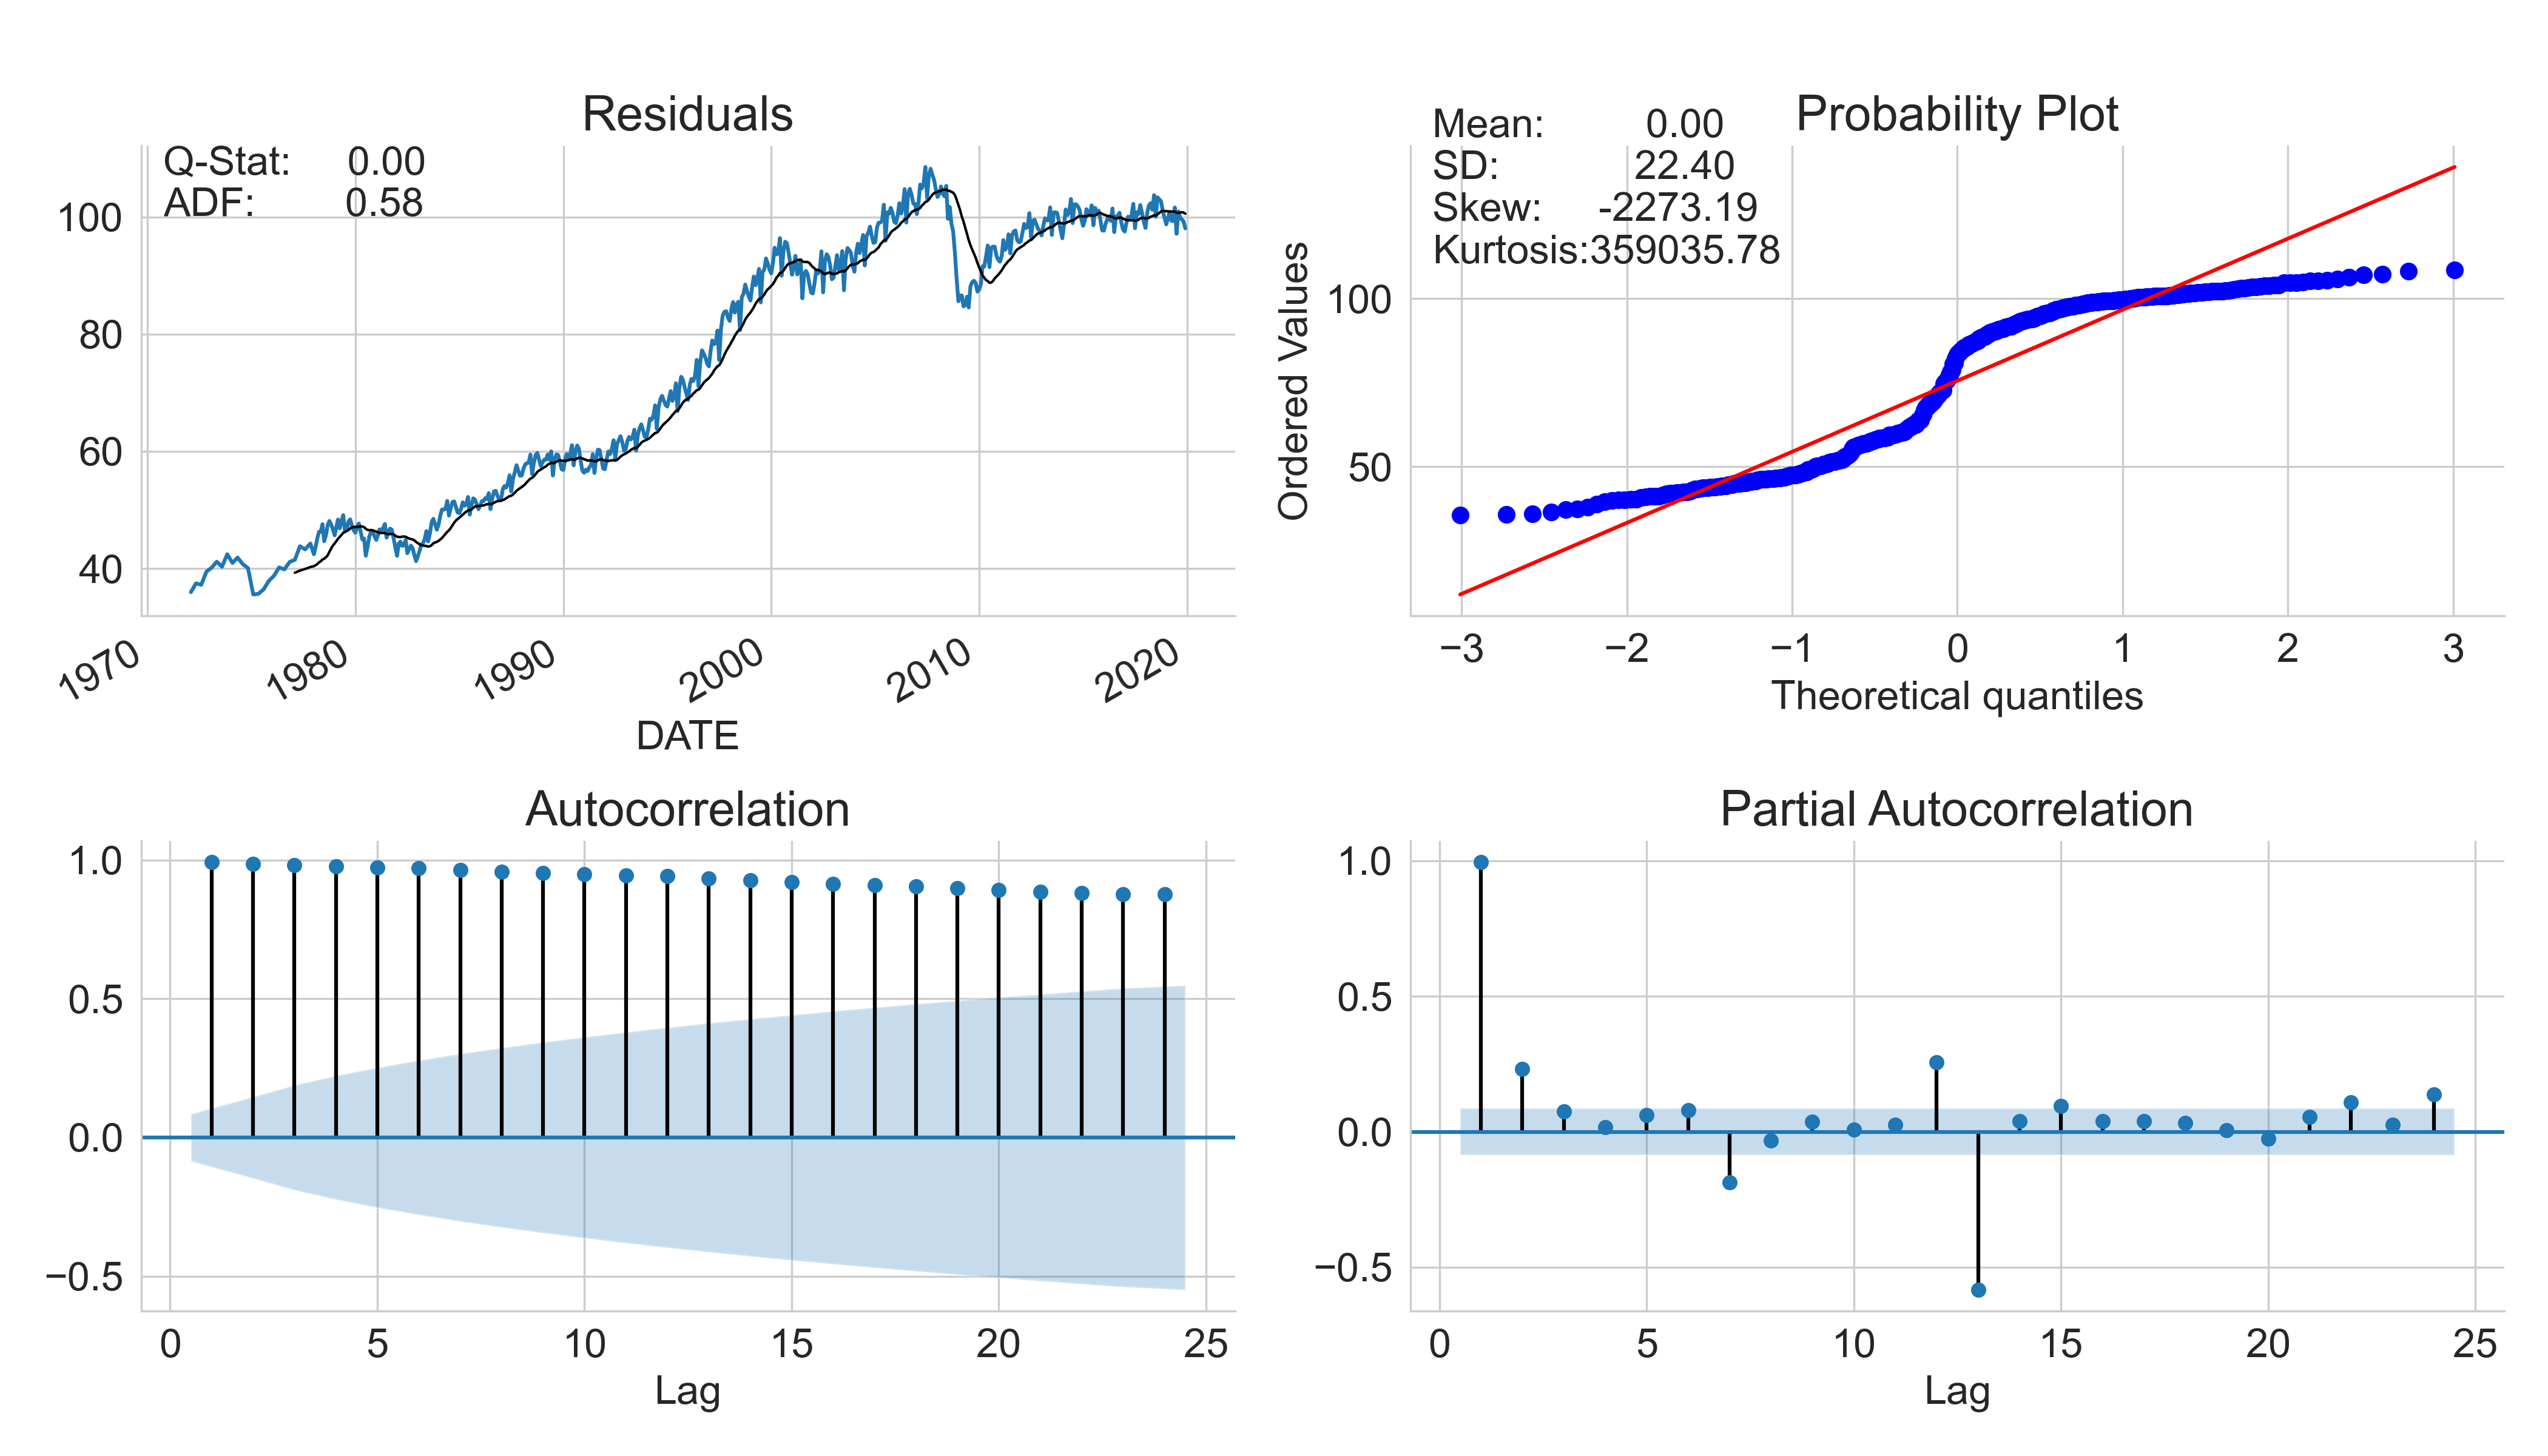 Residuals
Q-Stat: 0.00
ADF: 0.58
100
80
60
40
1970 1980 1990 2000 2010 2020
DATE
Probability Plot
Mean: 0.00
SD: 22.40
Skew: -2273.19
Kurtosis:359035.78
Ordered Values
100
50
−3 −2 −1 0 1 2 3
Theoretical quantiles
Autocorrelation
1.0
0.5
0.0
−0.5
0 5 10 15 20 25
Lag
Partial Autocorrelation
1.0
0.5
0.0
−0.5
0 5 10 15 20 25
Lag